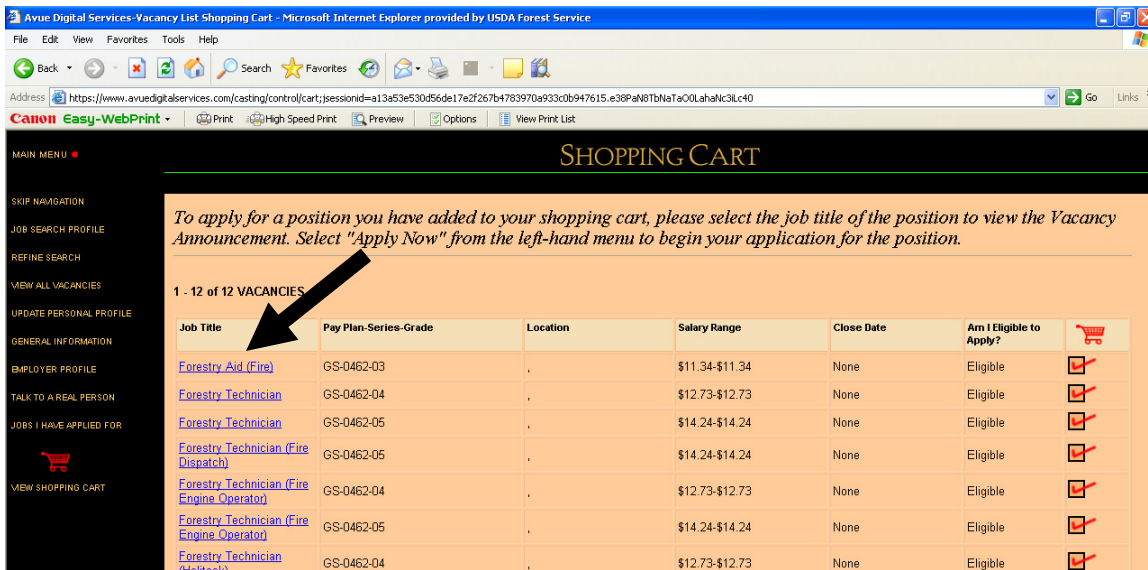 Avue Digital Services-Vacancy List Shopping Cart - Microsoft Internet Explorer provided by USDA Forest Service
File Edit View Favorites Tools Help
Back Search Favorites
Address https://www.avuedigitalservices.com/casting/control/cart;jsessionid=a13a53e530d56de17e2f267b4783970a933c0b947615.e38PaN8TbNaTaO0LahaNc3iLc40 Go Links
Canon Easy-WebPrint Print High Speed Print Preview Options View Print List
MAIN MENU
SHOPPING CART
SKIP NAVIGATION
JOB SEARCH PROFILE
REFINE SEARCH
VIEW ALL VACANCIES
UPDATE PERSONAL PROFILE
GENERAL INFORMATION
EMPLOYER PROFILE
TALK TO A REAL PERSON
JOBS I HAVE APPLIED FOR
VIEW SHOPPING CART
To apply for a position you have added to your shopping cart, please select the job title of the position to view the Vacancy
Announcement. Select "Apply Now" from the left-hand menu to begin your application for the position.
1 - 12 of 12 VACANCIES
Job Title Pay Plan-Series-Grade Location Salary Range Close Date Am I Eligible to
Apply?
Forestry Aid (Fire) GS-0462-03 , $11.34-$11.34 None Eligible
Forestry Technician GS-0462-04 , $12.73-$12.73 None Eligible
Forestry Technician GS-0462-05 , $14.24-$14.24 None Eligible
Forestry Technician (Fire
Dispatch) GS-0462-05 , $14.24-$14.24 None Eligible
Forestry Technician (Fire
Engine Operator) GS-0462-04 , $12.73-$12.73 None Eligible
Forestry Technician (Fire
Engine Operator) GS-0462-05 , $14.24-$14.24 None Eligible
Forestry Technician
GS-0462-04 , $12.73-$12.73 None Eligible